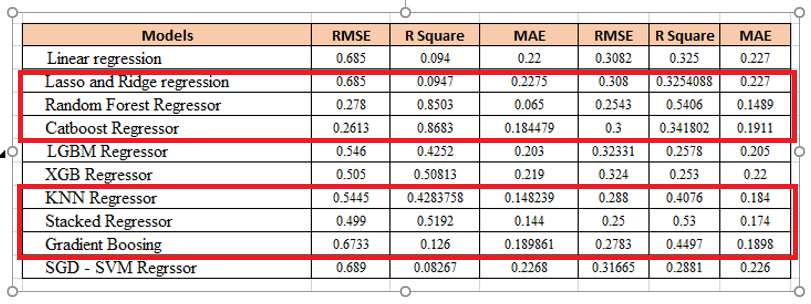 Models RMSE R Square MAE RMSE R Square MAE
Linear regression 0.685 0.094 0.22 0.3082 0.325 0.227
Lasso and Ridge regression 0.685 0.0947 0.2275 0.308 0.3254088 0.227
Random Forest Regressor 0.278 0.8503 0.065 0.2543 0.5406 0.1489
Catboost Regressor 0.2613 0.8683 0.184479 0.3 0.341802 0.1911
LGBM Regressor 0.546 0.4252 0.203 0.32331 0.2578 0.205
XGB Regressor 0.505 0.50813 0.219 0.324 0.253 0.22
KNN Regressor 0.5445 0.4283758 0.148239 0.288 0.4076 0.184
Stacked Regressor 0.499 0.5192 0.144 0.25 0.53 0.174
Gradient Boosing 0.6733 0.126 0.189861 0.2783 0.4497 0.1898
SGD - SVM Regrssor 0.689 0.08267 0.2268 0.31665 0.2881 0.226